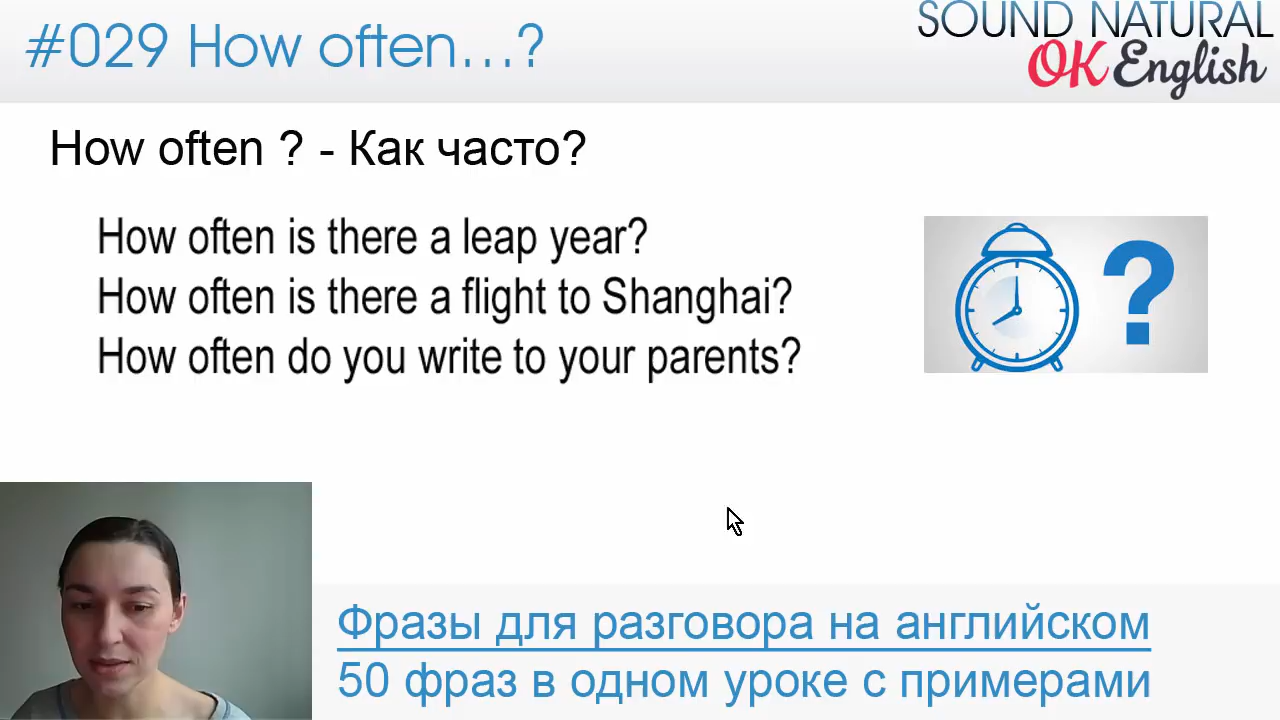 #029 How often...?
SOUND NATURAL
OK English
How often ? - Как часто?
How often is there a leap year?
How often is there a flight to Shanghai?
How often do you write to your parents?
?
Фразы для разговора на английском
50 фраз в одном уроке с примерами